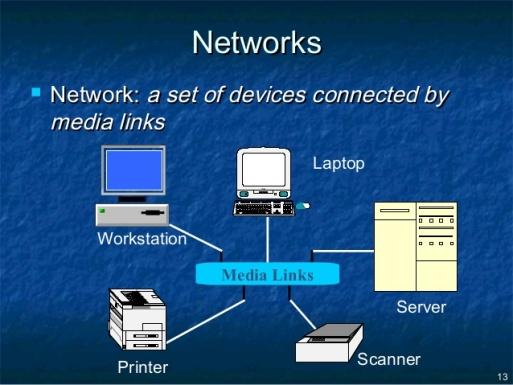 Networks
Network: a set of devices connected by
media links
Laptop
Workstation
Media Links
Server
Printer
Scanner
13